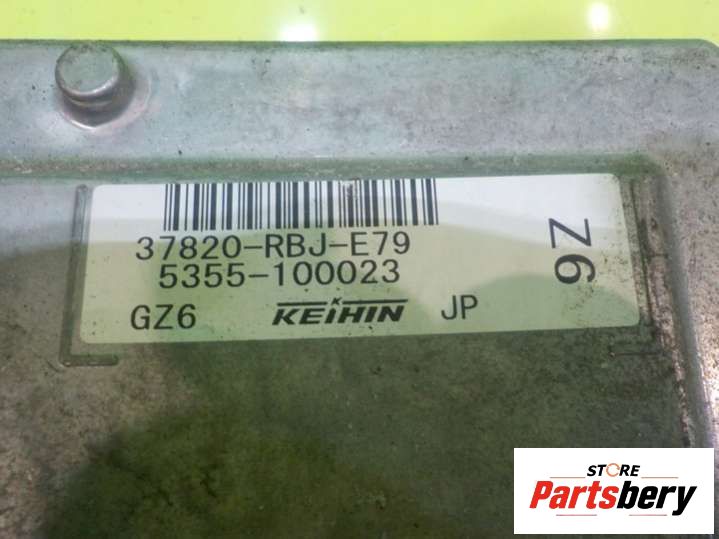 37820-RBJ-E79
5355-100023
GZ6 KEIHIN JP
Z6
STORE
Partsbery